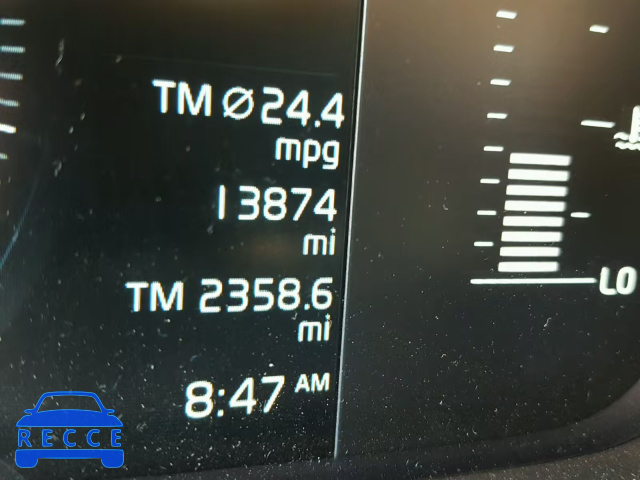 TM Ø24.4
mpg
13874
mi
TM 2358.6
mi
8:47 AM
LO
RECCE